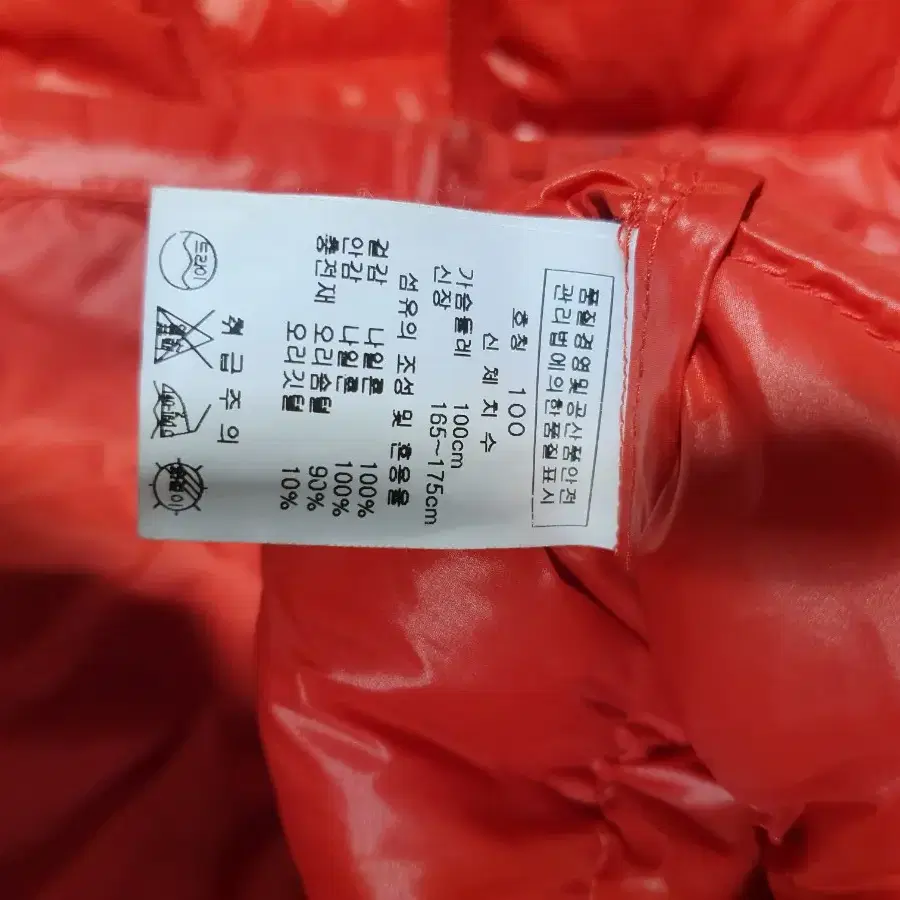 품질경영및공산품안전
관리법에의한품질표시
호칭 100
신체치수
가슴둘레 100cm
신장 165~175cm
섬유의 조성 및 혼용율
겉감 나일론 100%
안감 나일론 100%
충전재 오리솜털 90%
오리깃털 10%
취급주의
드라이